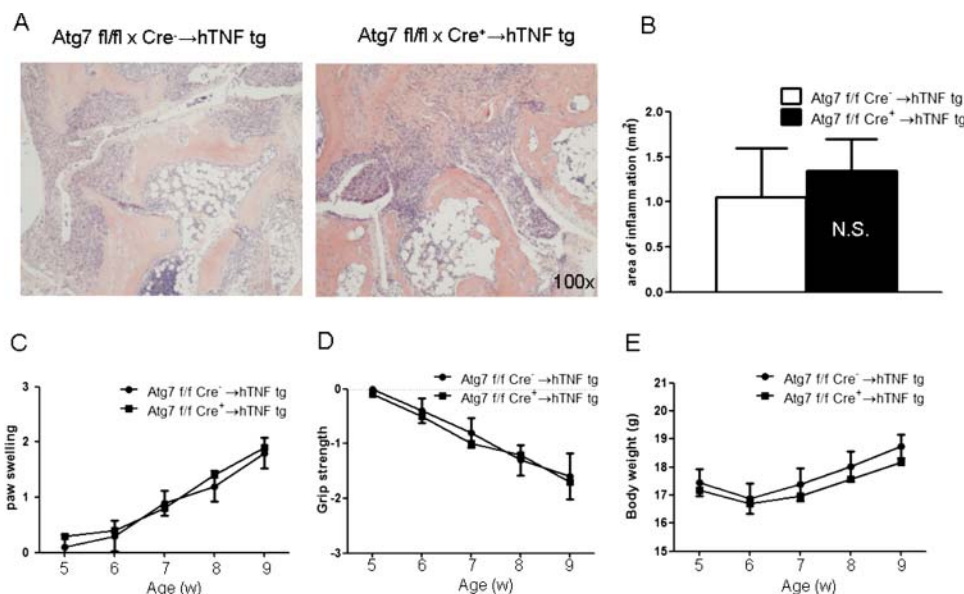 A
Atg7 fl/fl x Cre⁻→hTNF tg
Atg7 fl/fl x Cre⁺→hTNF tg
100x
B
Atg7 f/f Cre⁻→hTNF tg
Atg7 f/f Cre⁺→hTNF tg
area of inflammation (mm²)
2.0
1.5
1.0
0.5
0.0
N.S.
C
Atg7 f/f Cre⁻→hTNF tg
Atg7 f/f Cre⁺→hTNF tg
paw swelling
3
2
1
0
5 6 7 8 9
Age (w)
D
Atg7 f/f Cre⁻→hTNF tg
Atg7 f/f Cre⁺→hTNF tg
Grip strength
0
-1
-2
-3
5 6 7 8 9
Age (w)
E
Atg7 f/f Cre⁻→hTNF tg
Atg7 f/f Cre⁺→hTNF tg
Body weight (g)
21
20
19
18
17
16
15
5 6 7 8 9
Age (w)